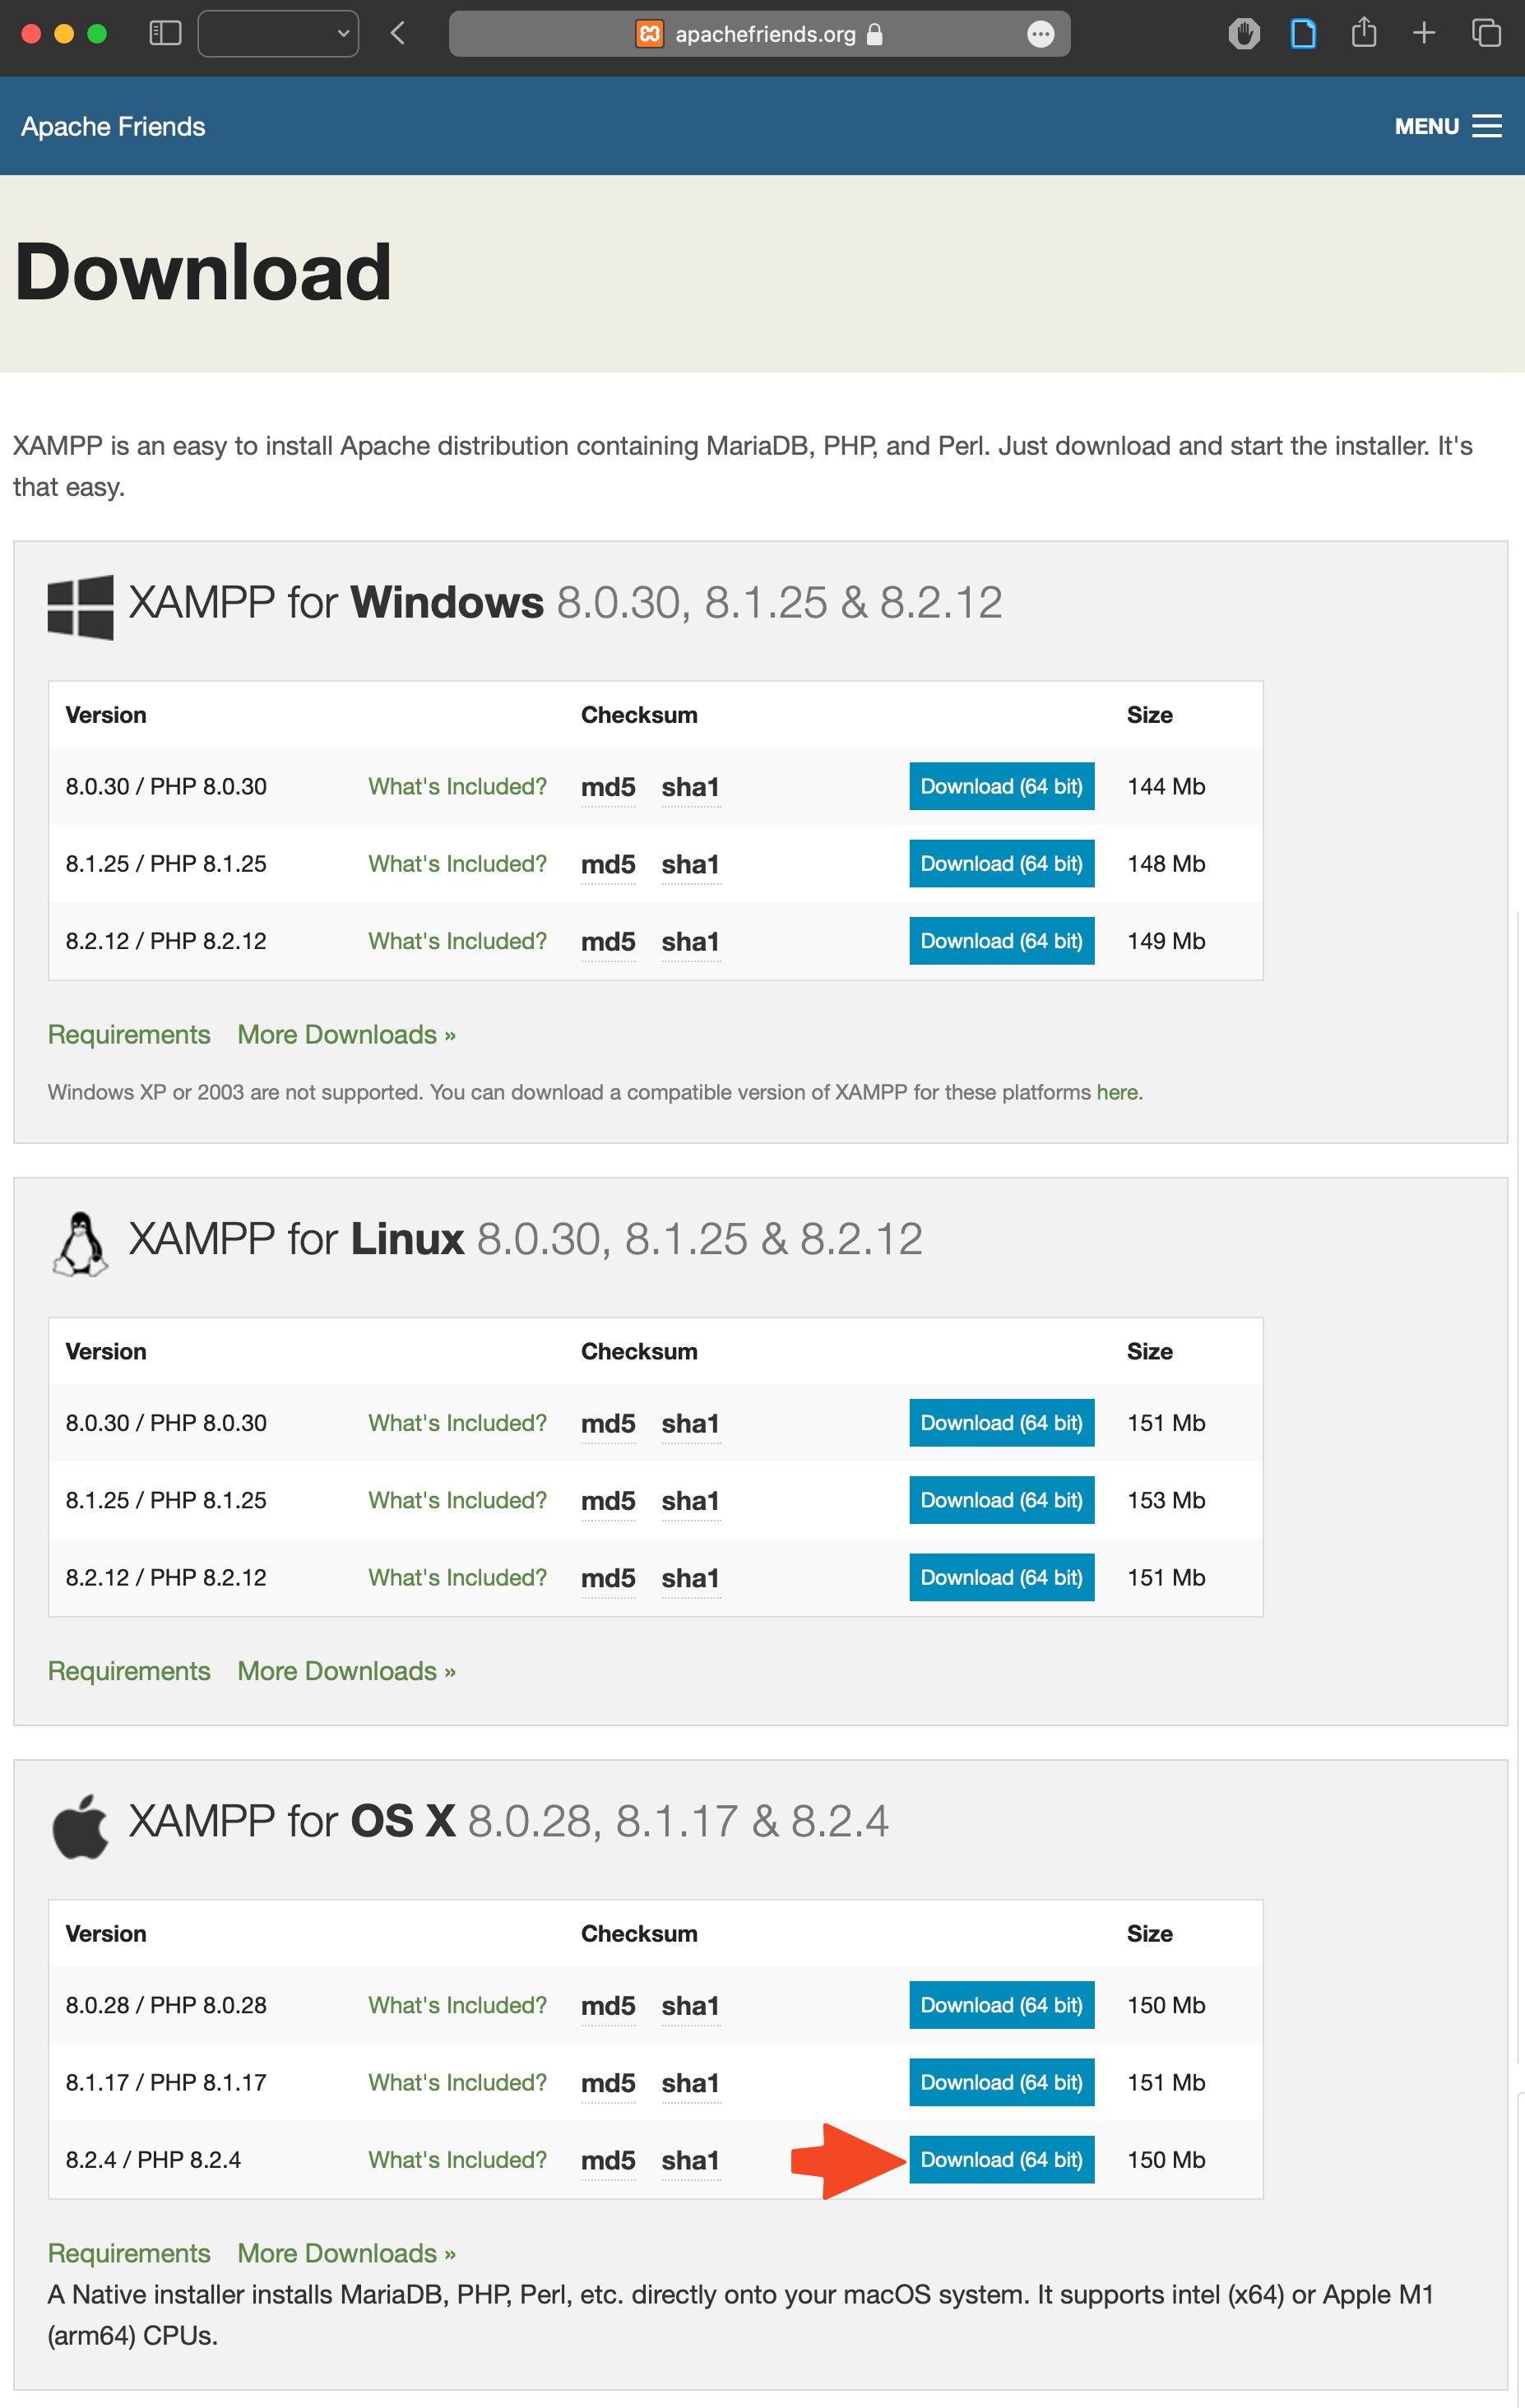 apachefriends.org
Apache Friends
MENU
Download
XAMPP is an easy to install Apache distribution containing MariaDB, PHP, and Perl. Just download and start the installer. It's
that easy.
XAMPP for Windows 8.0.30, 8.1.25 & 8.2.12
Version Checksum Size
8.0.30 / PHP 8.0.30 What's Included? md5 sha1 Download (64 bit) 144 Mb
8.1.25 / PHP 8.1.25 What's Included? md5 sha1 Download (64 bit) 148 Mb
8.2.12 / PHP 8.2.12 What's Included? md5 sha1 Download (64 bit) 149 Mb
Requirements More Downloads »
Windows XP or 2003 are not supported. You can download a compatible version of XAMPP for these platforms here.
XAMPP for Linux 8.0.30, 8.1.25 & 8.2.12
Version Checksum Size
8.0.30 / PHP 8.0.30 What's Included? md5 sha1 Download (64 bit) 151 Mb
8.1.25 / PHP 8.1.25 What's Included? md5 sha1 Download (64 bit) 153 Mb
8.2.12 / PHP 8.2.12 What's Included? md5 sha1 Download (64 bit) 151 Mb
Requirements More Downloads »
XAMPP for OS X 8.0.28, 8.1.17 & 8.2.4
Version Checksum Size
8.0.28 / PHP 8.0.28 What's Included? md5 sha1 Download (64 bit) 150 Mb
8.1.17 / PHP 8.1.17 What's Included? md5 sha1 Download (64 bit) 151 Mb
8.2.4 / PHP 8.2.4 What's Included? md5 sha1 Download (64 bit) 150 Mb
Requirements More Downloads »
A Native installer installs MariaDB, PHP, Perl, etc. directly onto your macOS system. It supports intel (x64) or Apple M1
(arm64) CPUs.